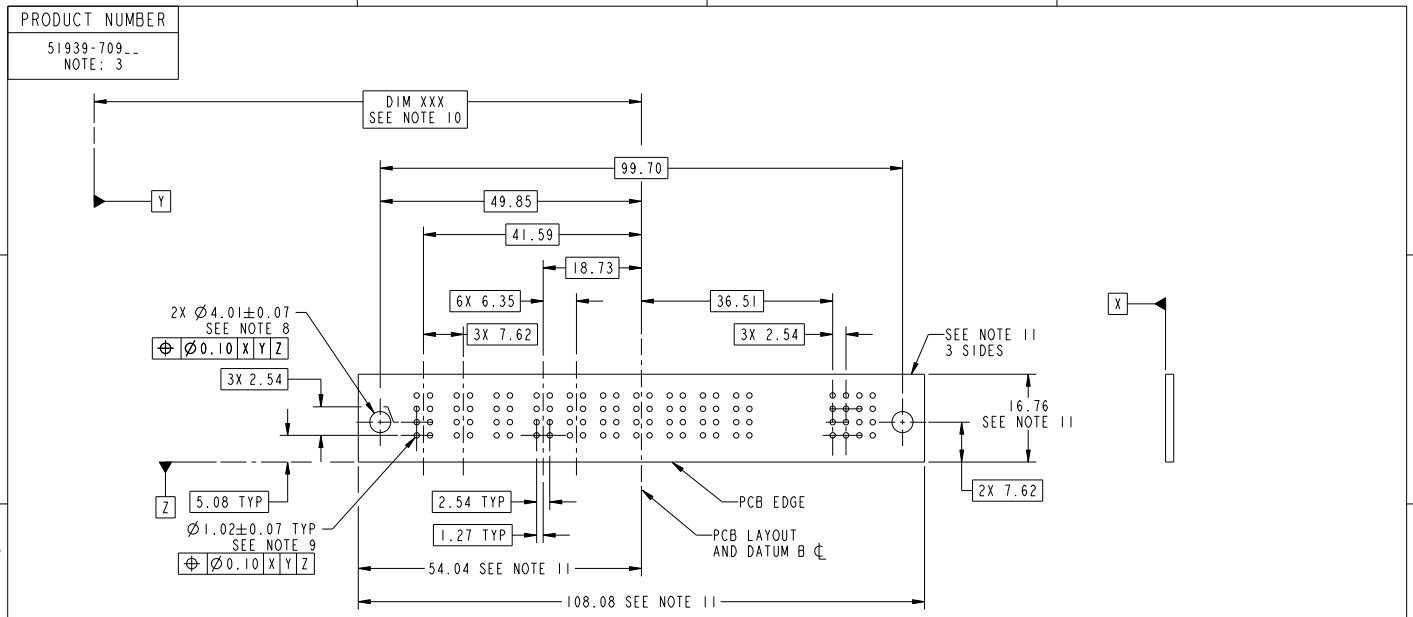 PRODUCT NUMBER
51939-709__
NOTE: 3
DIM XXX
SEE NOTE 10
99.70
Y
49.85
41.59
18.73
6X 6.35
36.51
X
2X Ø4.01±0.07
SEE NOTE 8
⌖ Ø0.10 X Y Z
3X 7.62
3X 2.54
SEE NOTE 11
3 SIDES
3X 2.54
16.76
SEE NOTE 11
Z
5.08 TYP
2.54 TYP
PCB EDGE
2X 7.62
Ø1.02±0.07 TYP
SEE NOTE 9
⌖ Ø0.10 X Y Z
1.27 TYP
PCB LAYOUT
AND DATUM B ℄
54.04 SEE NOTE 11
108.08 SEE NOTE 11